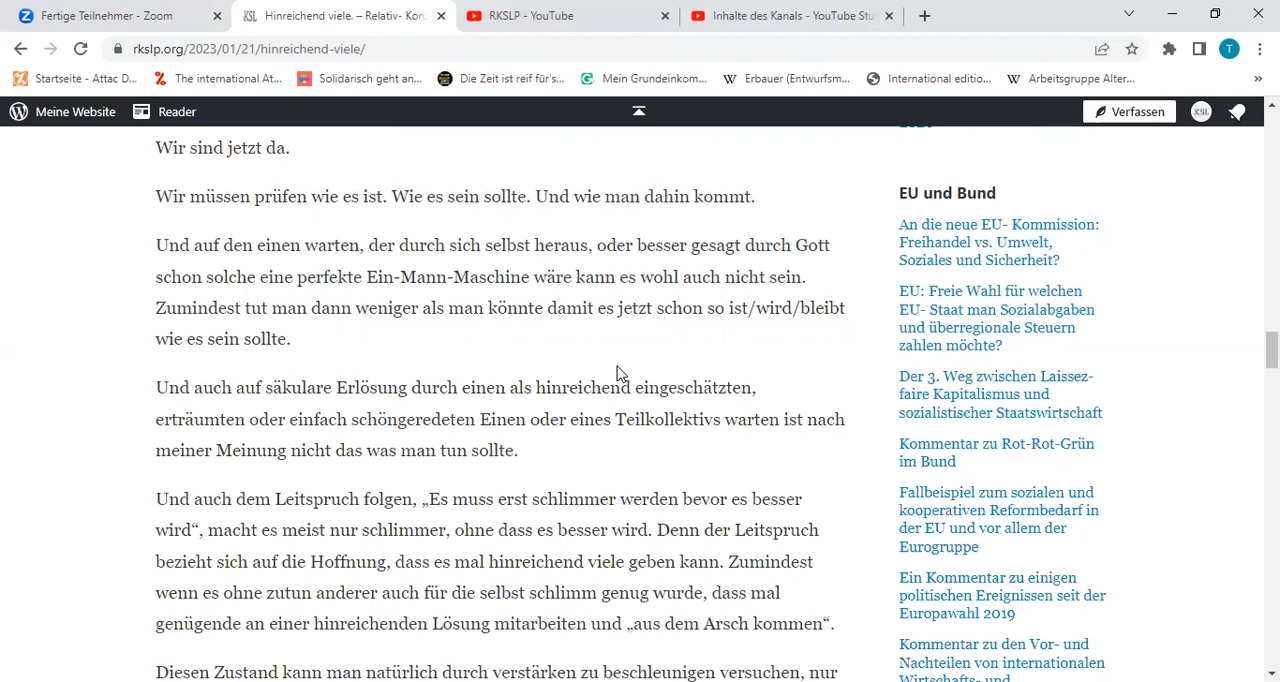 Fertige Teilnehmer - Zoom
Hinreichend viele. – Relativ- Kons
RKSLP - YouTube
Inhalte des Kanals - YouTube Stu
rkslp.org/2023/01/21/hinreichend-viele/
T
Startseite - Attac D...
The international At...
Solidarisch geht an...
Die Zeit ist reif für's...
Mein Grundeinkom...
Erbauer (Entwurfsm...
International editio...
Arbeitsgruppe Alter...
Meine Website
Reader
Verfassen
KSL
Wir sind jetzt da.
Wir müssen prüfen wie es ist. Wie es sein sollte. Und wie man dahin kommt.
Und auf den einen warten, der durch sich selbst heraus, oder besser gesagt durch Gott
schon solche eine perfekte Ein-Mann-Maschine wäre kann es wohl auch nicht sein.
Zumindest tut man dann weniger als man könnte damit es jetzt schon so ist/wird/bleibt
wie es sein sollte.
Und auch auf säkulare Erlösung durch einen als hinreichend eingeschätzten,
erträumten oder einfach schöngeredeten Einen oder eines Teilkollektivs warten ist nach
meiner Meinung nicht das was man tun sollte.
Und auch dem Leitspruch folgen, „Es muss erst schlimmer werden bevor es besser
wird“, macht es meist nur schlimmer, ohne dass es besser wird. Denn der Leitspruch
bezieht sich auf die Hoffnung, dass es mal hinreichend viele geben kann. Zumindest
wenn es ohne zutun anderer auch für die selbst schlimm genug wurde, dass mal
genügende an einer hinreichenden Lösung mitarbeiten und „aus dem Arsch kommen“.
Diesen Zustand kann man natürlich durch verstärken zu beschleunigen versuchen, nur
EU und Bund
An die neue EU- Kommission:
Freihandel vs. Umwelt,
Soziales und Sicherheit?
EU: Freie Wahl für welchen
EU- Staat man Sozialabgaben
und überregionale Steuern
zahlen möchte?
Der 3. Weg zwischen Laissez-
faire Kapitalismus und
sozialistischer Staatswirtschaft
Kommentar zu Rot-Rot-Grün
im Bund
Fallbeispiel zum sozialen und
kooperativen Reformbedarf in
der EU und vor allem der
Eurogruppe
Ein Kommentar zu einigen
politischen Ereignissen seit der
Europawahl 2019
Kommentar zu den Vor- und
Nachteilen von internationalen
Wirtschafts- und